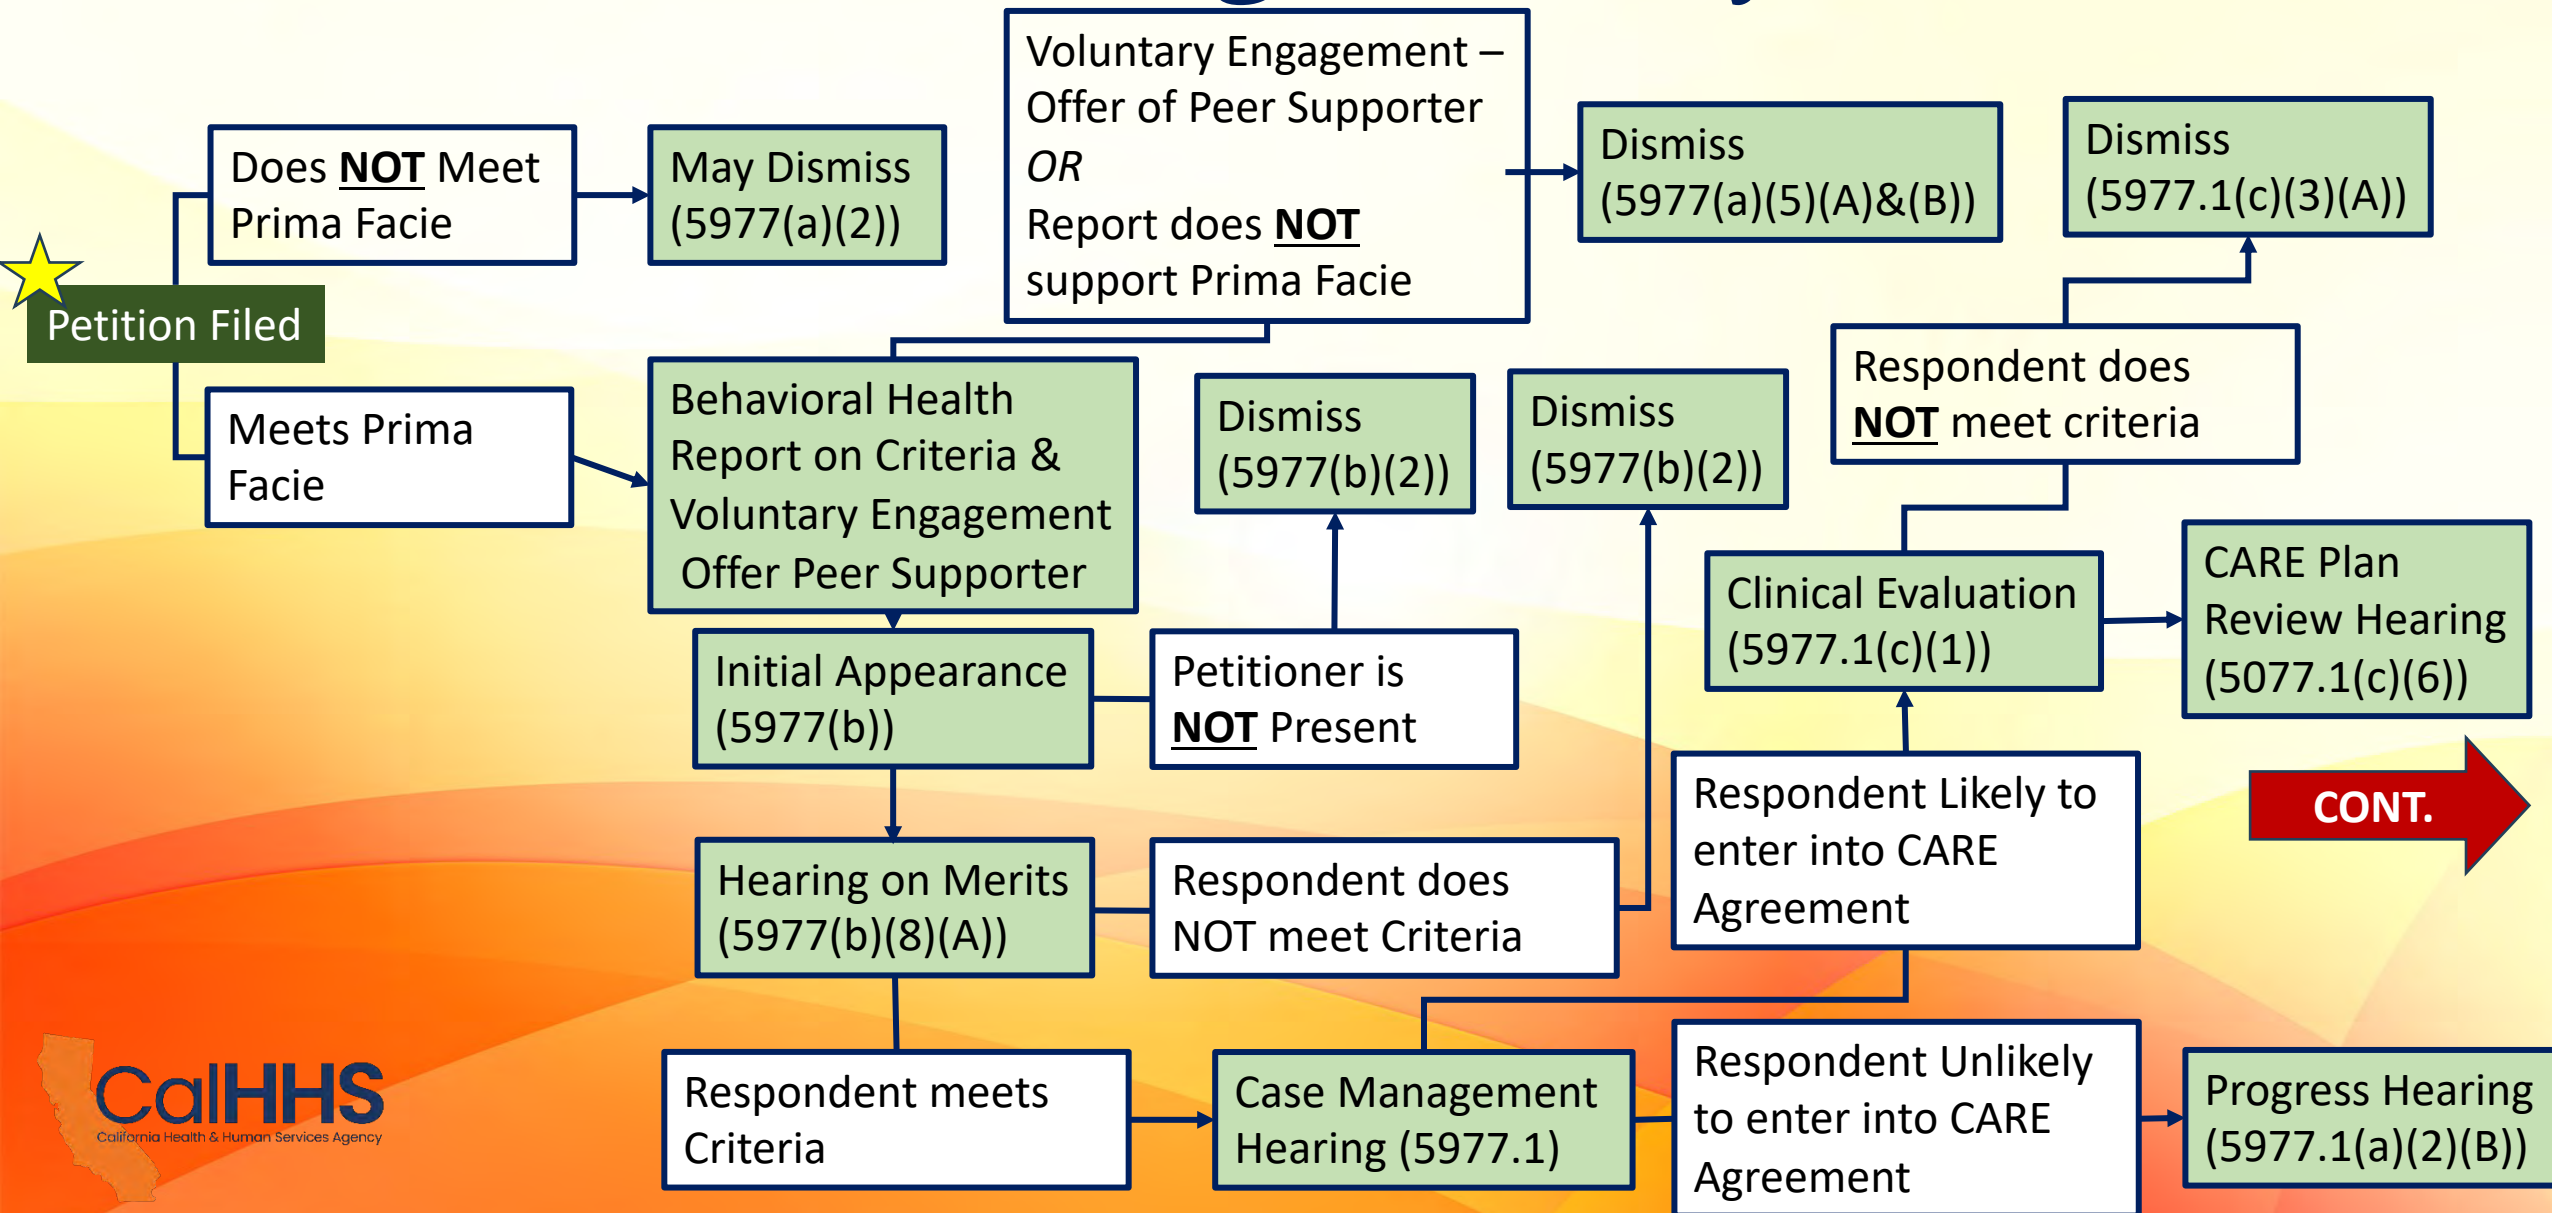 Petition Filed
Does NOT Meet
Prima Facie
May Dismiss
(5977(a)(2))
Meets Prima
Facie
Voluntary Engagement –
Offer of Peer Supporter
OR
Report does NOT
support Prima Facie
Dismiss
(5977(a)(5)(A)&(B))
Behavioral Health
Report on Criteria &
Voluntary Engagement
Offer Peer Supporter
Initial Appearance
(5977(b))
Petitioner is
NOT Present
Dismiss
(5977(b)(2))
Hearing on Merits
(5977(b)(8)(A))
Respondent does
NOT meet Criteria
Dismiss
(5977(b)(2))
Respondent meets
Criteria
Case Management
Hearing (5977.1)
Respondent Unlikely
to enter into CARE
Agreement
Progress Hearing
(5977.1(a)(2)(B))
Respondent Likely to
enter into CARE
Agreement
Clinical Evaluation
(5977.1(c)(1))
Respondent does
NOT meet criteria
Dismiss
(5977.1(c)(3)(A))
CARE Plan
Review Hearing
(5077.1(c)(6))
CONT.
CalHHS
California Health & Human Services Agency